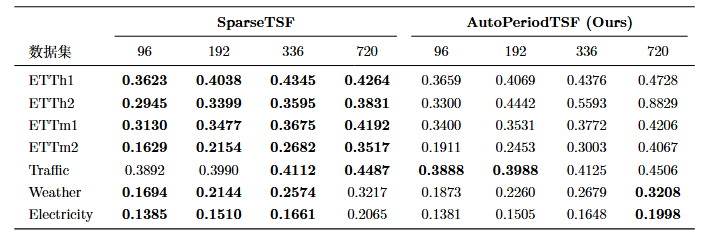 SparseTSF AutoPeriodTSF (Ours)
数据集 96 192 336 720 96 192 336 720
ETTh1 0.3623 0.4038 0.4345 0.4264 0.3659 0.4069 0.4376 0.4728
ETTh2 0.2945 0.3399 0.3595 0.3831 0.3300 0.4442 0.5593 0.8829
ETTm1 0.3130 0.3477 0.3675 0.4192 0.3400 0.3531 0.3772 0.4206
ETTm2 0.1629 0.2154 0.2682 0.3517 0.1911 0.2453 0.3003 0.4067
Traffic 0.3892 0.3990 0.4112 0.4487 0.3888 0.3988 0.4125 0.4506
Weather 0.1694 0.2144 0.2574 0.3217 0.1873 0.2260 0.2679 0.3208
Electricity 0.1385 0.1510 0.1661 0.2065 0.1381 0.1505 0.1648 0.1998